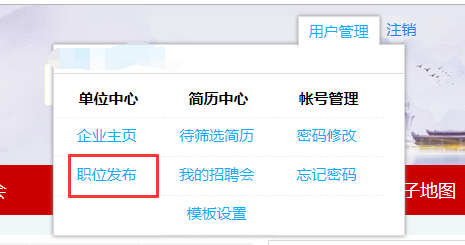 用户管理 注销
单位中心 简历中心 帐号管理
企业主页 待筛选简历 密码修改
职位发布 我的招聘会 忘记密码
会 子地图
模板设置